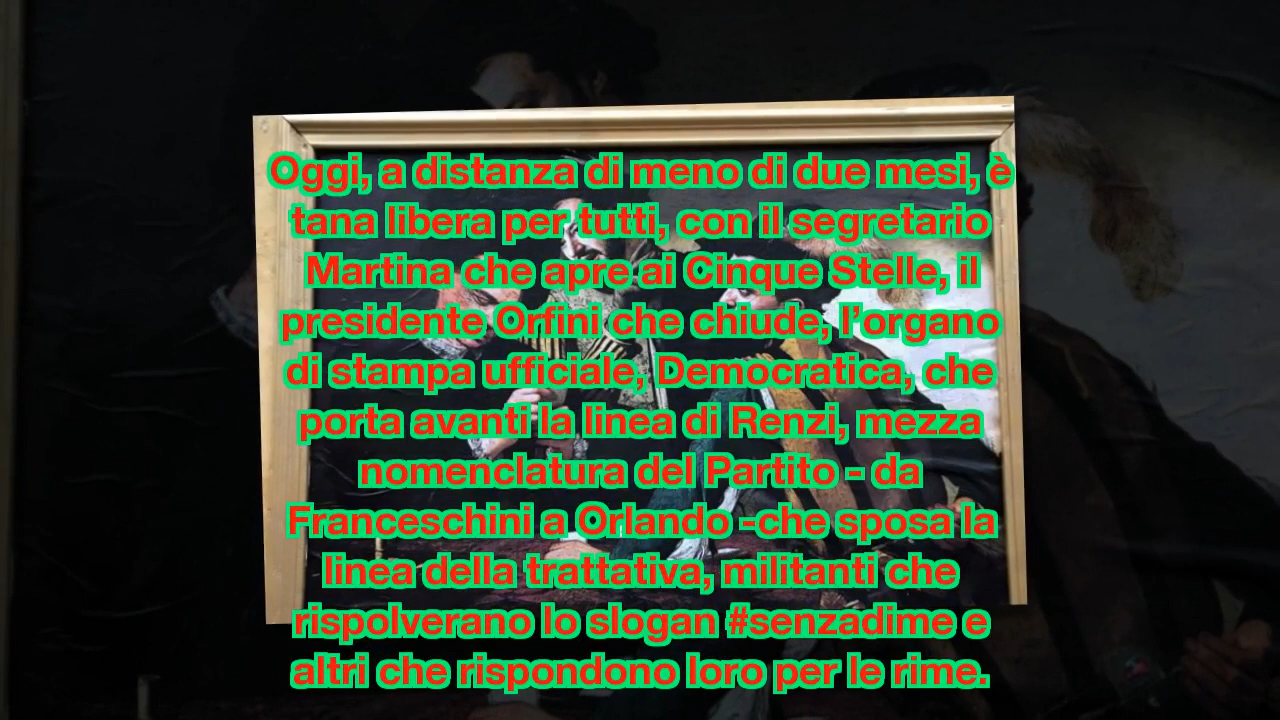 Oggi, a distanza di meno di due mesi, è
tana libera per tutti, con il segretario
Martina che apre ai Cinque Stelle, il
presidente Orfini che chiude, l’organo
di stampa ufficiale, Democratica, che
porta avanti la linea di Renzi, mezza
nomenclatura del Partito - da
Franceschini a Orlando -che sposa la
linea della trattativa, militanti che
rispolverano lo slogan #senzadime e
altri che rispondono loro per le rime.